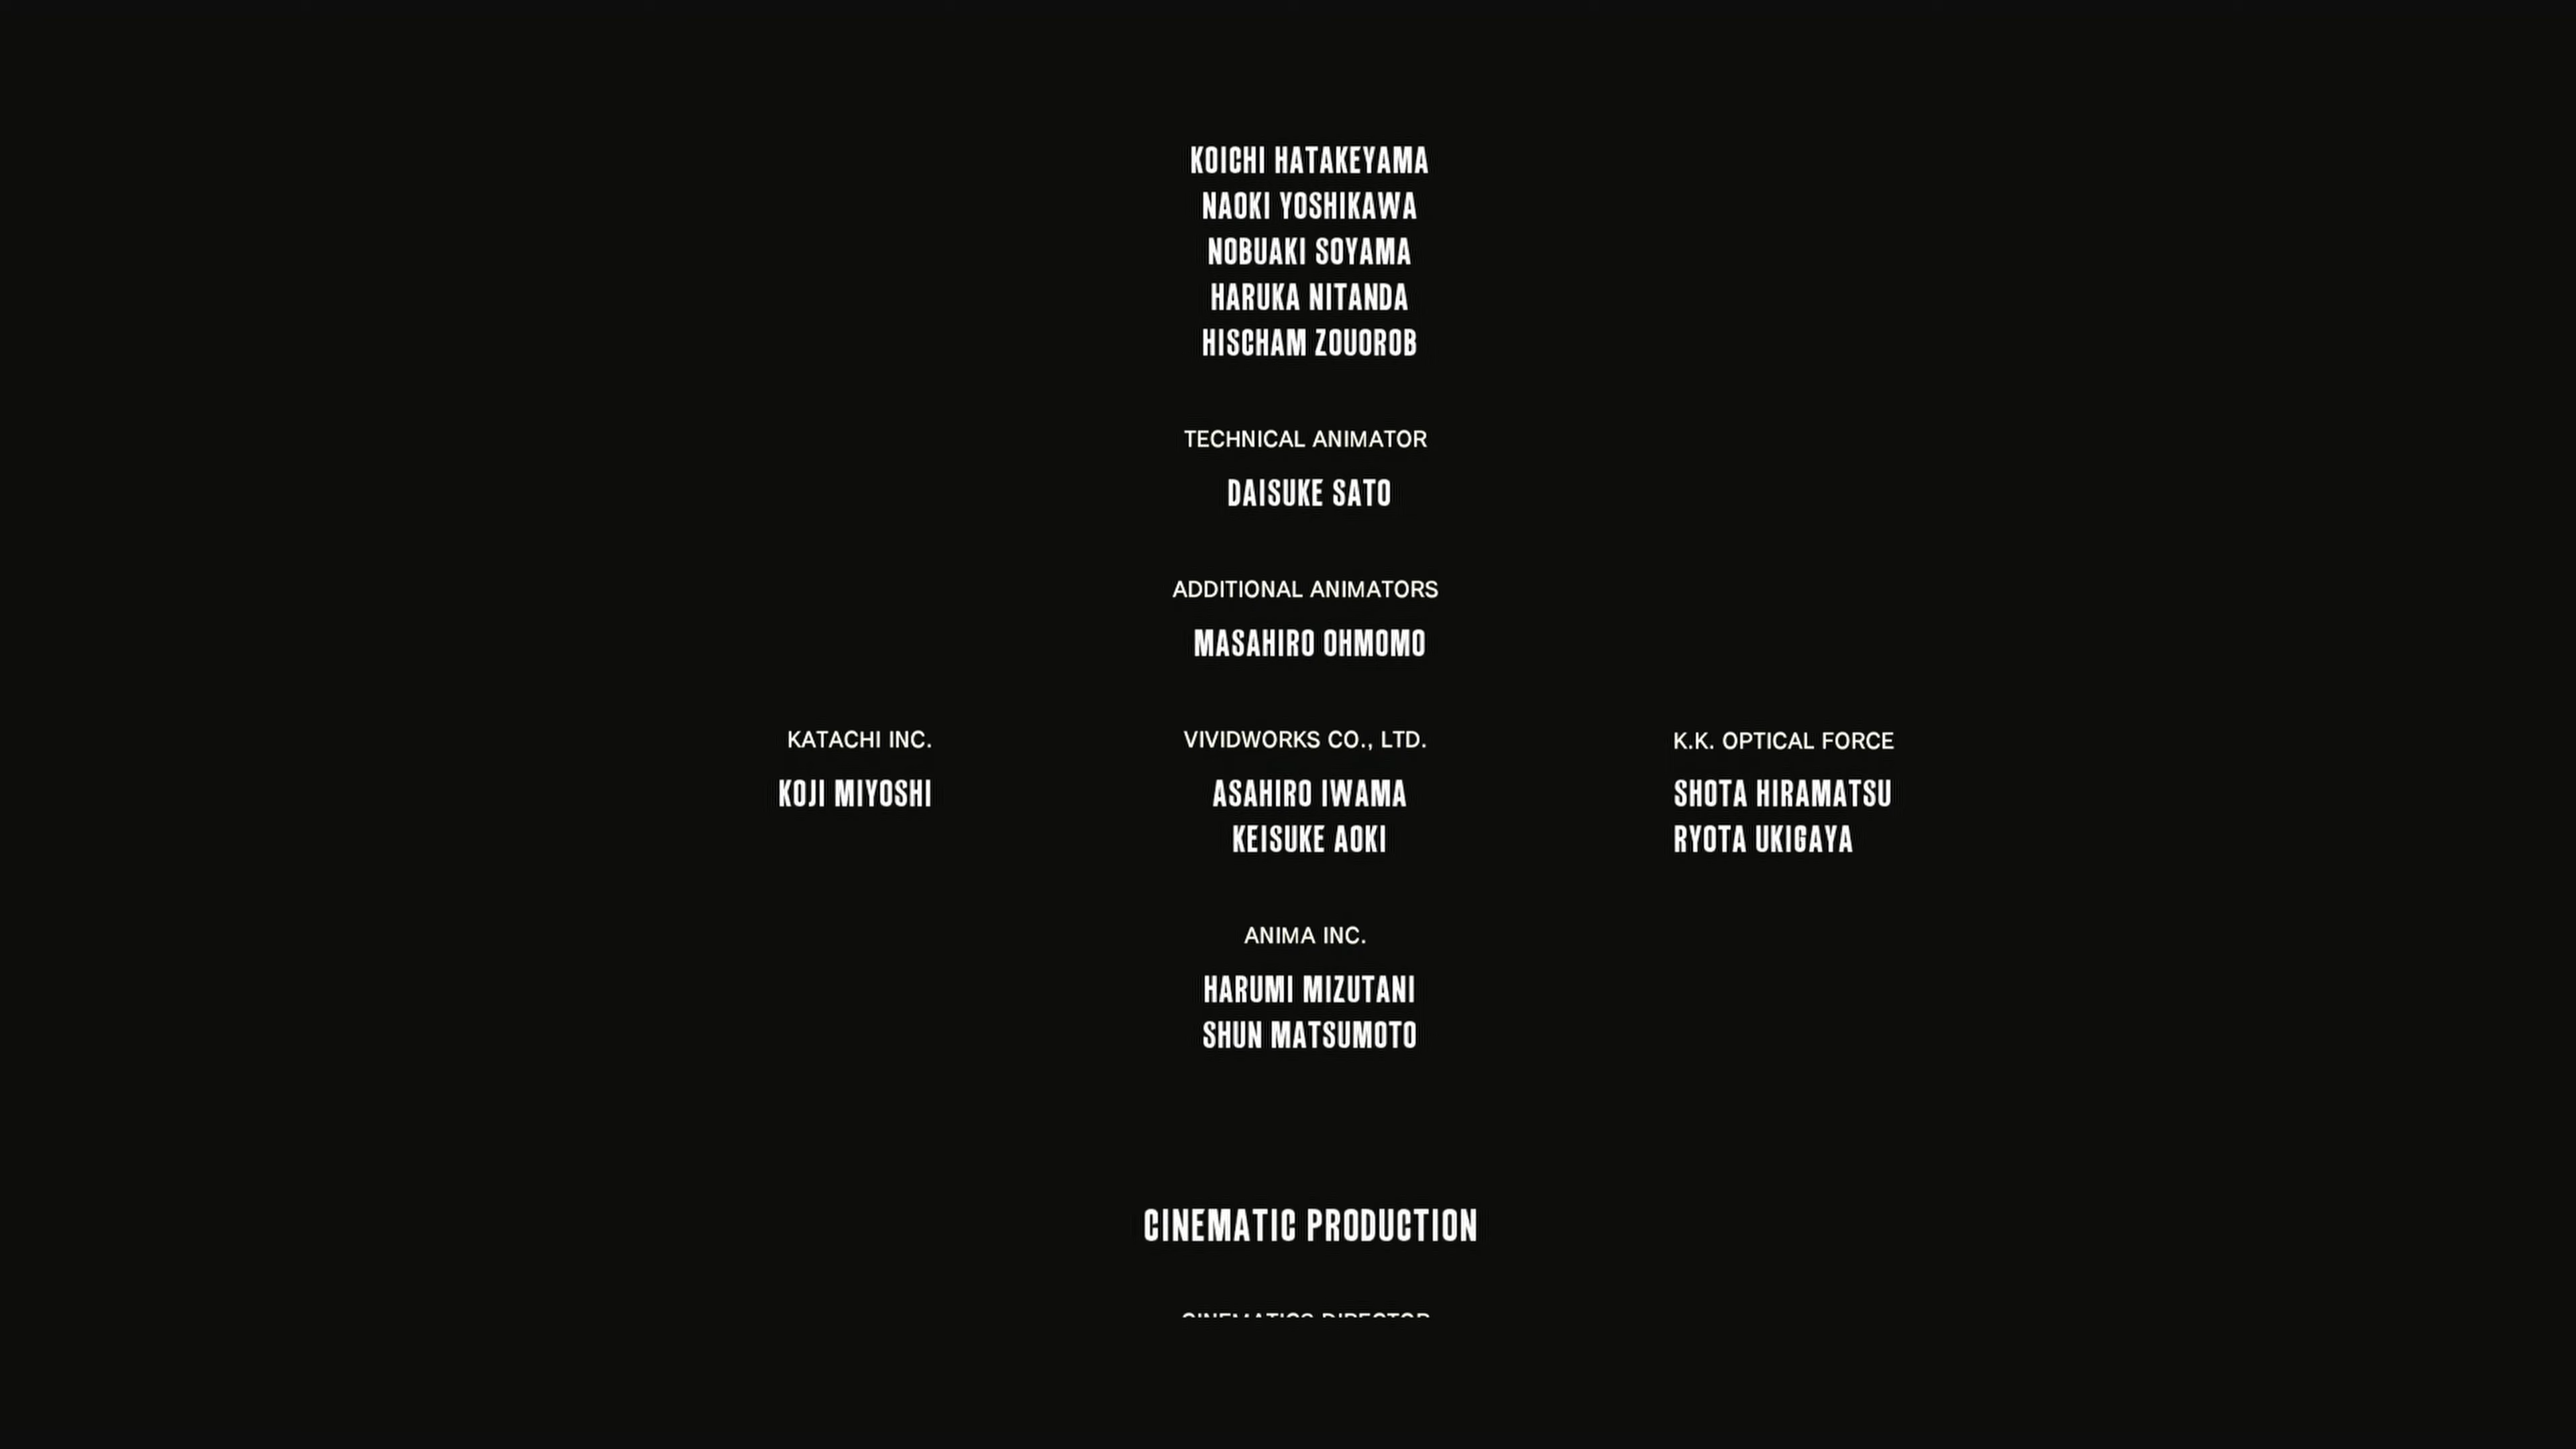 KOICHI HATAKEYAMA
NAOKI YOSHIKAWA
NOBUAKI SOYAMA
HARUKA NITANDA
HISCHAM ZOUOROB
TECHNICAL ANIMATOR
DAISUKE SATO
ADDITIONAL ANIMATORS
MASAHIRO OHMOMO
KATACHI INC.
KOJI MIYOSHI
VIVIDWORKS CO., LTD.
ASAHIRO IWAMA
KEISUKE AOKI
K.K. OPTICAL FORCE
SHOTA HIRAMATSU
RYOTA UKIGAYA
ANIMA INC.
HARUMI MIZUTANI
SHUN MATSUMOTO
CINEMATIC PRODUCTION
CINEMATICS DIRECTOR